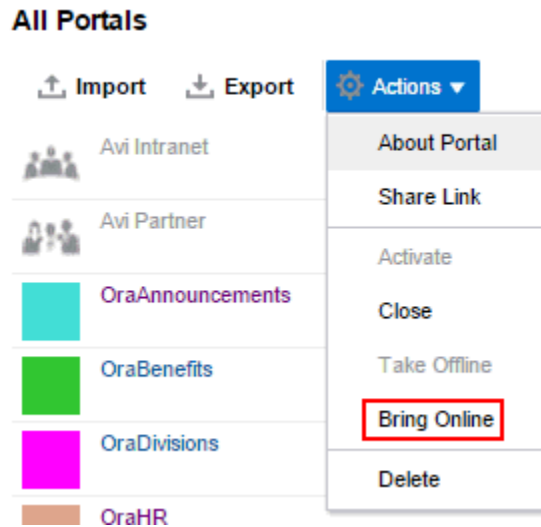 All Portals
Import Export Actions
Avi Intranet
Avi Partner
OraAnnouncements
OraBenefits
OraDivisions
OraHR
About Portal
Share Link
Activate
Close
Take Offline
Bring Online
Delete